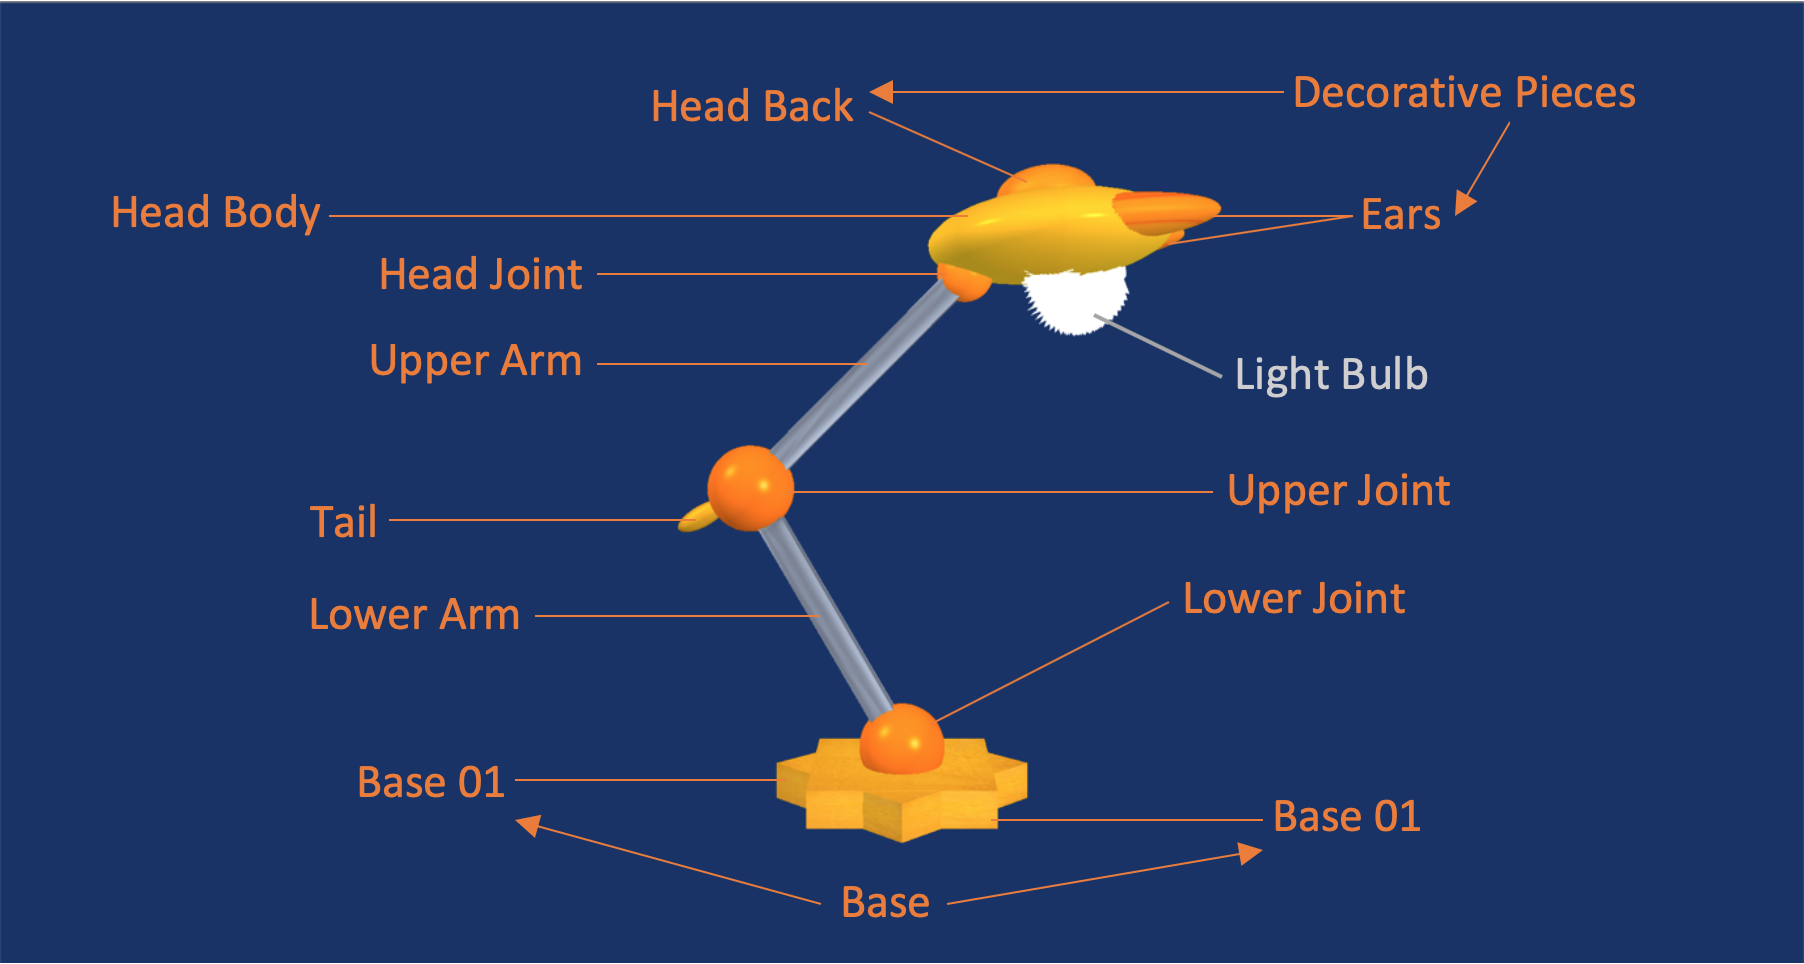 Decorative Pieces
Head Back
Head Body
Ears
Head Joint
Upper Arm
Light Bulb
Upper Joint
Tail
Lower Joint
Lower Arm
Base 01
Base 01
Base